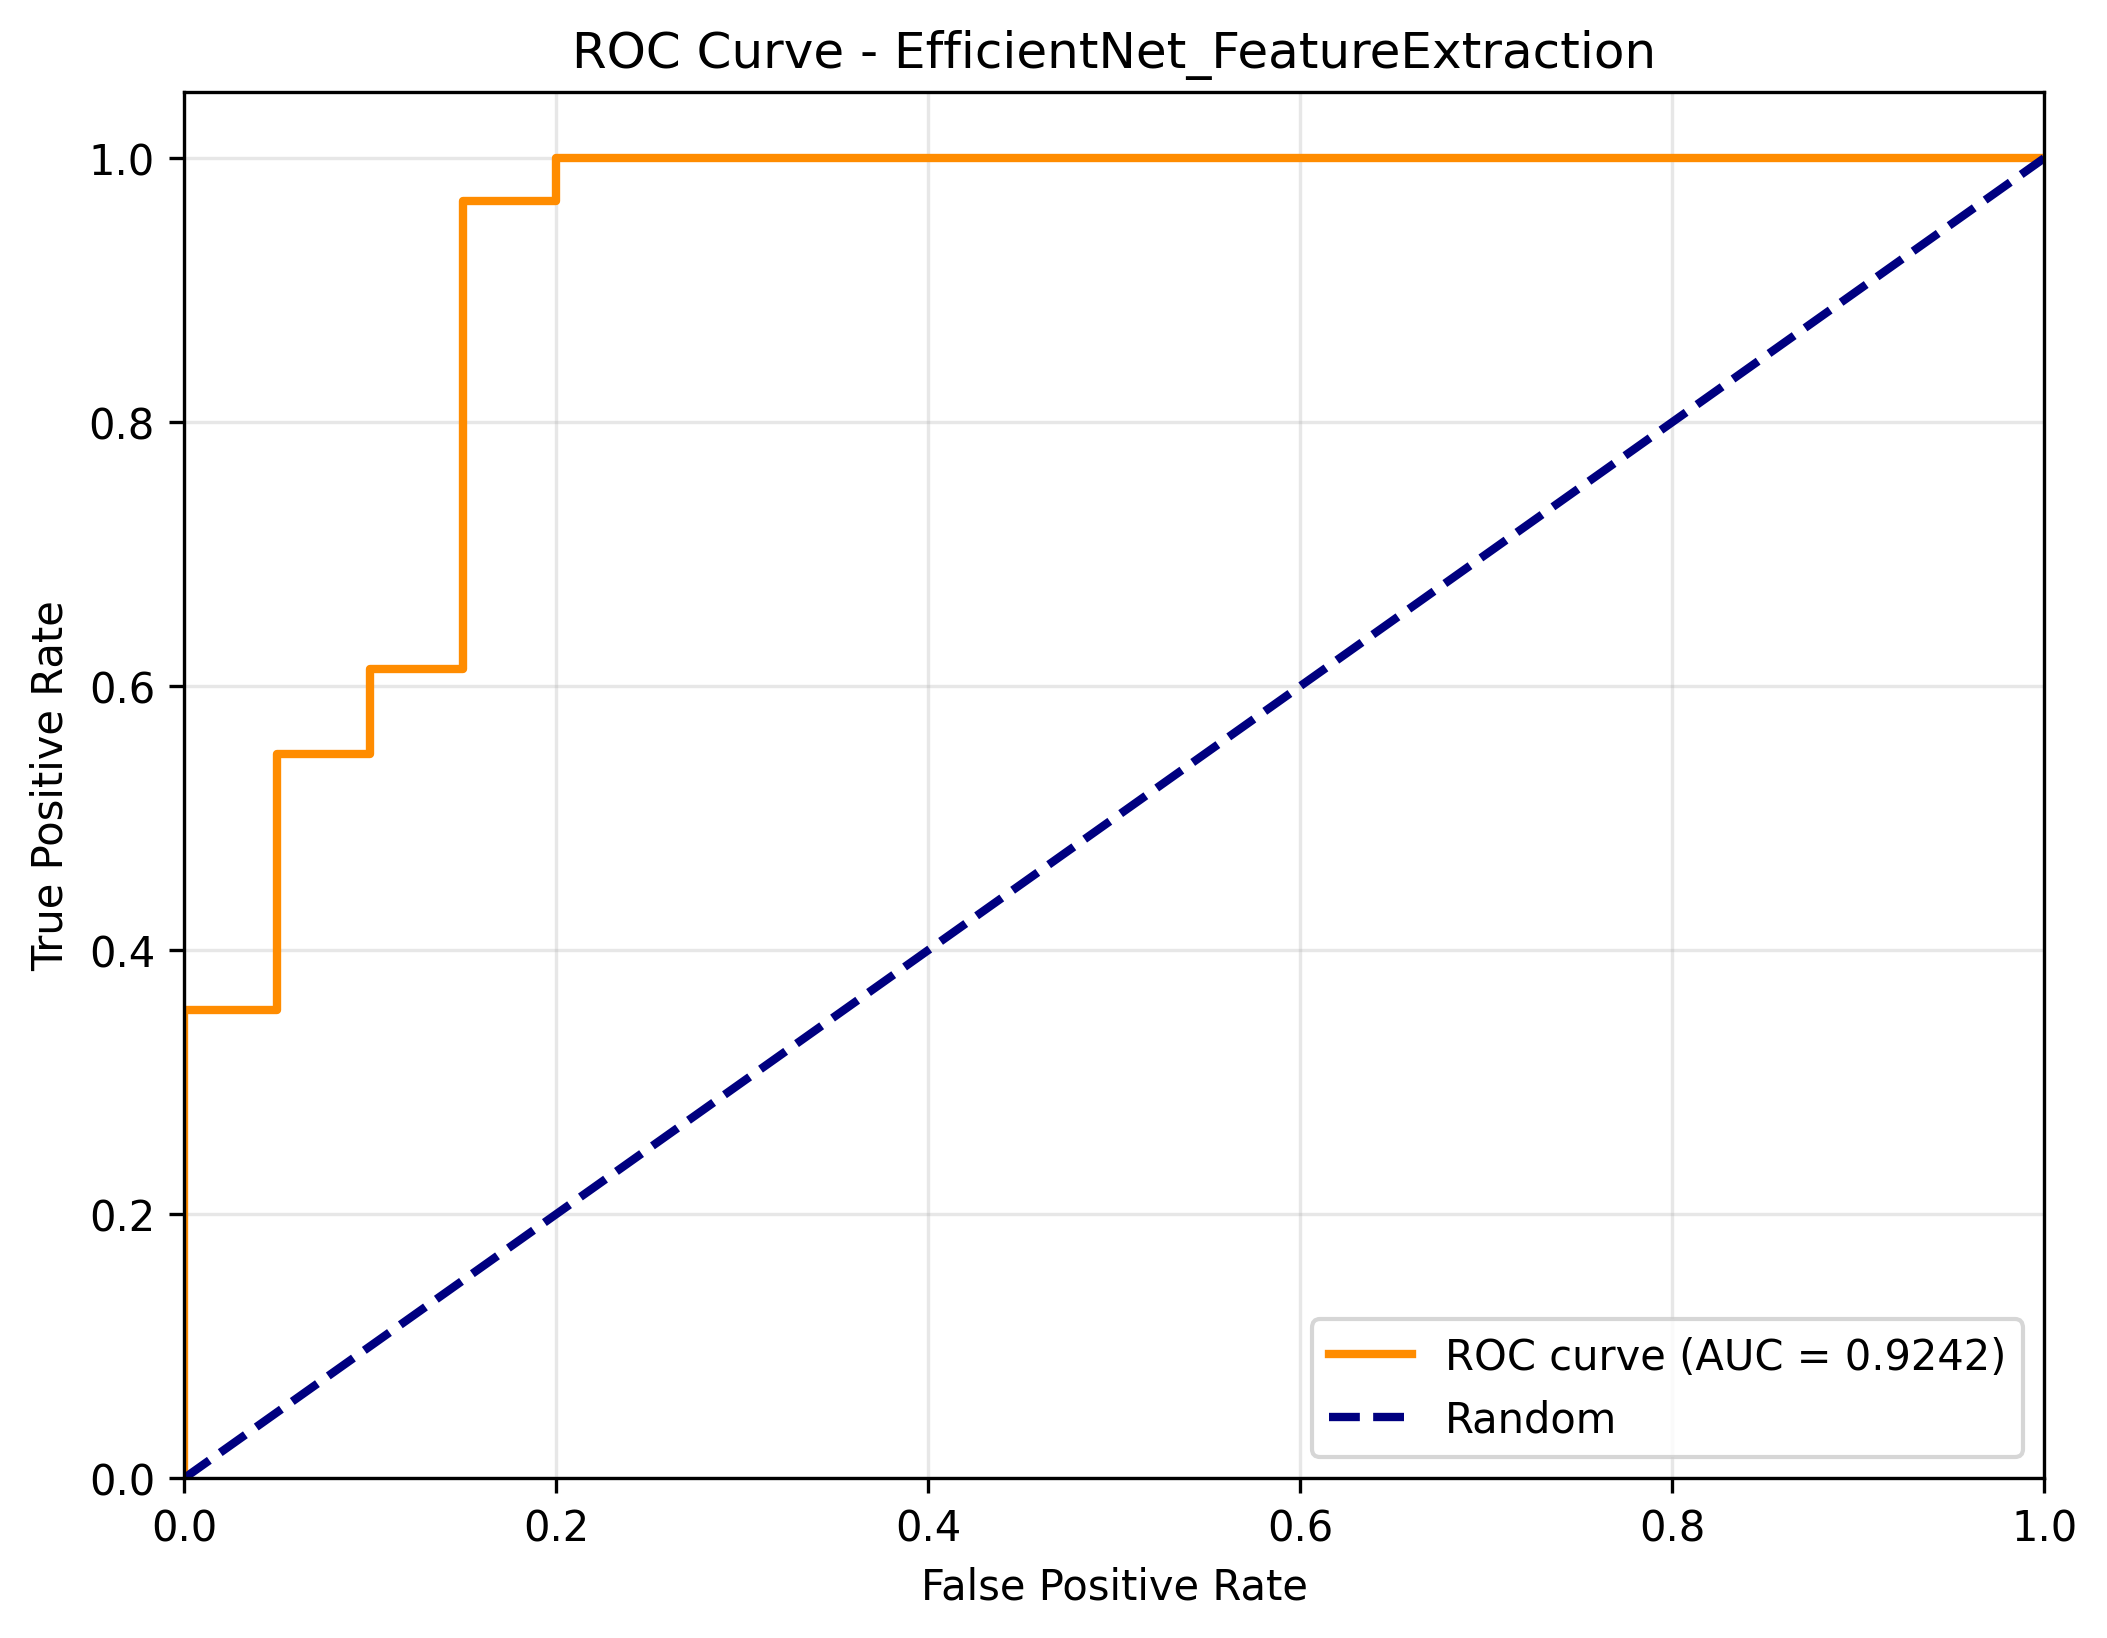 ROC Curve - EfficientNet_FeatureExtraction
1.0
0.8
0.6
0.4
0.2
0.0
True Positive Rate
0.0 0.2 0.4 0.6 0.8 1.0
False Positive Rate
ROC curve (AUC = 0.9242)
Random